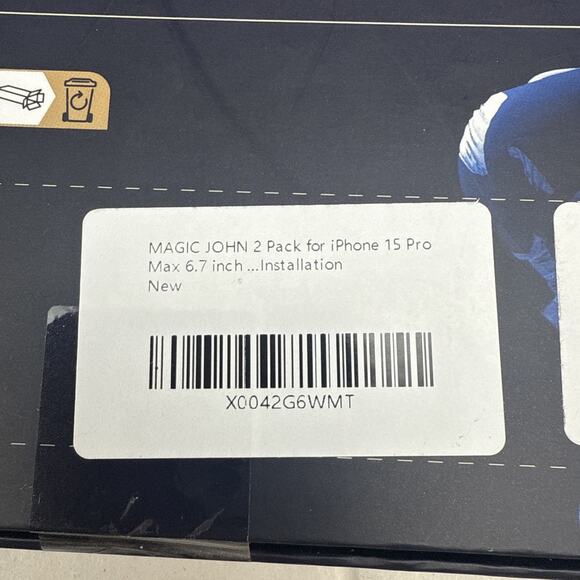 MAGIC JOHN 2 Pack for iPhone 15 Pro
Max 6.7 inch ...Installation
New
X0042G6WMT